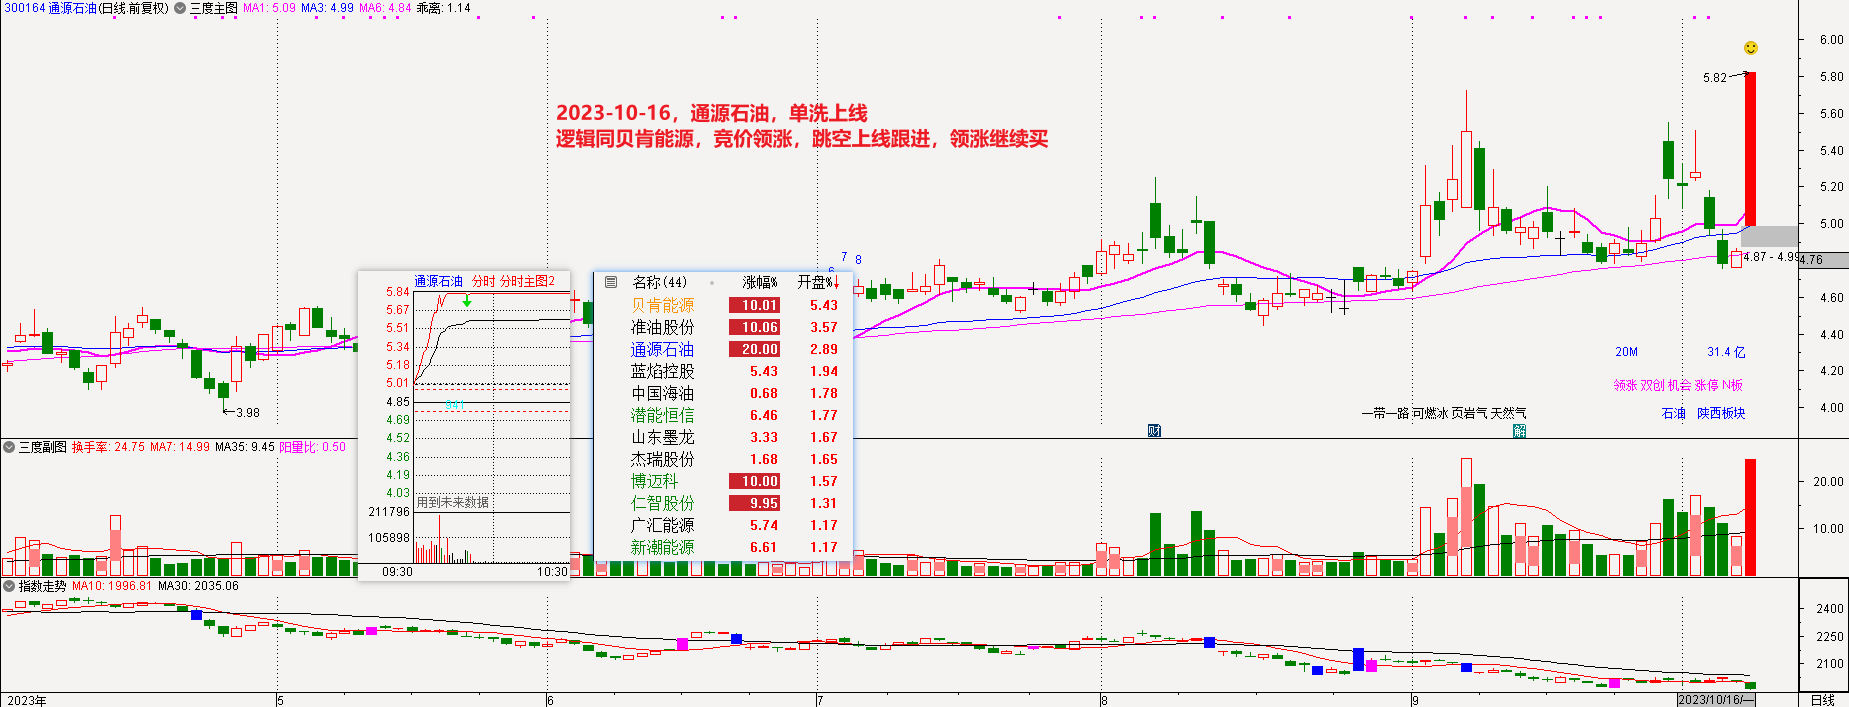 300164 通源石油(日线.前复权) 三度主图 MA1: 5.09 MA3: 4.99 MA6: 4.84 乖离: 1.14
6.00
5.82
5.80
2023-10-16，通源石油，单洗上线
逻辑同贝肯能源，竞价领涨，跳空上线跟进，领涨继续买
5.60
5.40
5.20
5.00
7 8
4.87 - 4.99
4.76
4.60
4.40
4.20
4.00
3.98
20M 31.4 亿
领涨 双创 机会 涨停 N板
一带一路 可燃冰 页岩气 天然气 石油 陕西板块
财 解
通源石油 分时 分时主图2
5.84
5.67
5.51
5.34
5.18
5.01
4.85
941
4.69
4.52
4.36
4.19
4.03
用到未来数据
211796
105898
09:30 10:30
名称(44) 涨幅% 开盘%↓
贝肯能源 10.01 5.43
准油股份 10.06 3.57
通源石油 20.00 2.89
蓝焰控股 5.43 1.94
中国海油 0.68 1.78
潜能恒信 6.46 1.77
山东墨龙 3.33 1.67
杰瑞股份 1.68 1.65
博迈科 10.00 1.57
仁智股份 9.95 1.31
广汇能源 5.74 1.17
新潮能源 6.61 1.17
三度副图 换手率: 24.75 MA7: 14.99 MA35: 9.45 阳量比: 0.50
20.00
10.00
指数走势 MA10: 1996.81 MA30: 2035.06
2400
2250
2100
2023年 5 6 7 8 9 2023/10/16/一 日线